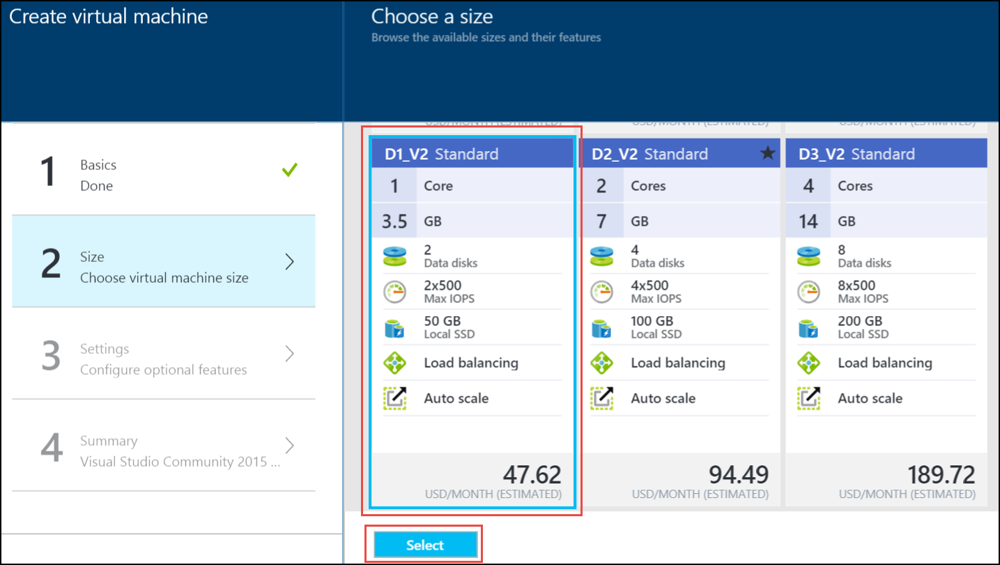 Create virtual machine
Choose a size
Browse the available sizes and their features
1
Basics
Done
2
Size
Choose virtual machine size
3
Settings
Configure optional features
4
Summary
Visual Studio Community 2015 ...
USD/MONTH (ESTIMATED)
USD/MONTH (ESTIMATED)
USD/MONTH (ESTIMATED)
D1_V2 Standard
1 Core
3.5 GB
2
Data disks
2x500
Max IOPS
50 GB
Local SSD
Load balancing
Auto scale
47.62
USD/MONTH (ESTIMATED)
D2_V2 Standard
2 Cores
7 GB
4
Data disks
4x500
Max IOPS
100 GB
Local SSD
Load balancing
Auto scale
94.49
USD/MONTH (ESTIMATED)
D3_V2 Standard
4 Cores
14 GB
8
Data disks
8x500
Max IOPS
200 GB
Local SSD
Load balancing
Auto scale
189.72
USD/MONTH (ESTIMATED)
Select